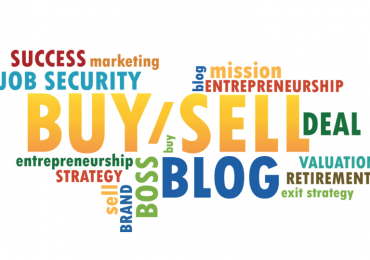 SUCCESS marketing
JOB SECURITY
blog
mission
ENTREPRENEURSHIP
BUY/SELL
DEAL
buy
entrepreneurship
STRATEGY
sell
BRAND
BOSS
BLOG
VALUATION
RETIREMENT
exit strategy